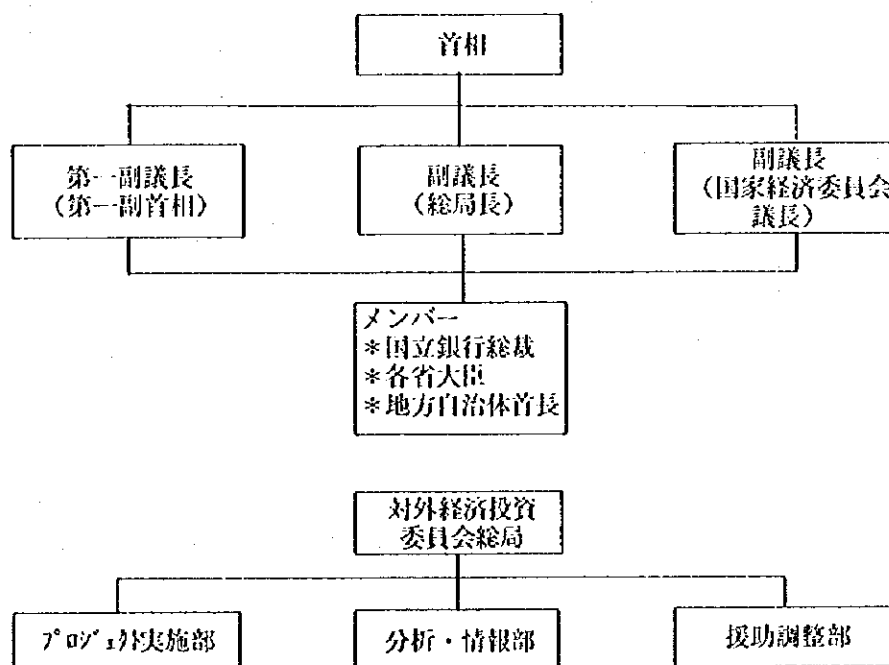 首相
第一副議長
（第一副首相）
副議長
（総局長）
副議長
（国家経済委員会
議長）
メンバー
＊国立銀行総裁
＊各省大臣
＊地方自治体首長
対外経済投資
委員会総局
ﾌﾟﾛｼﾞｪｸﾄ実施部
分析・情報部
援助調整部